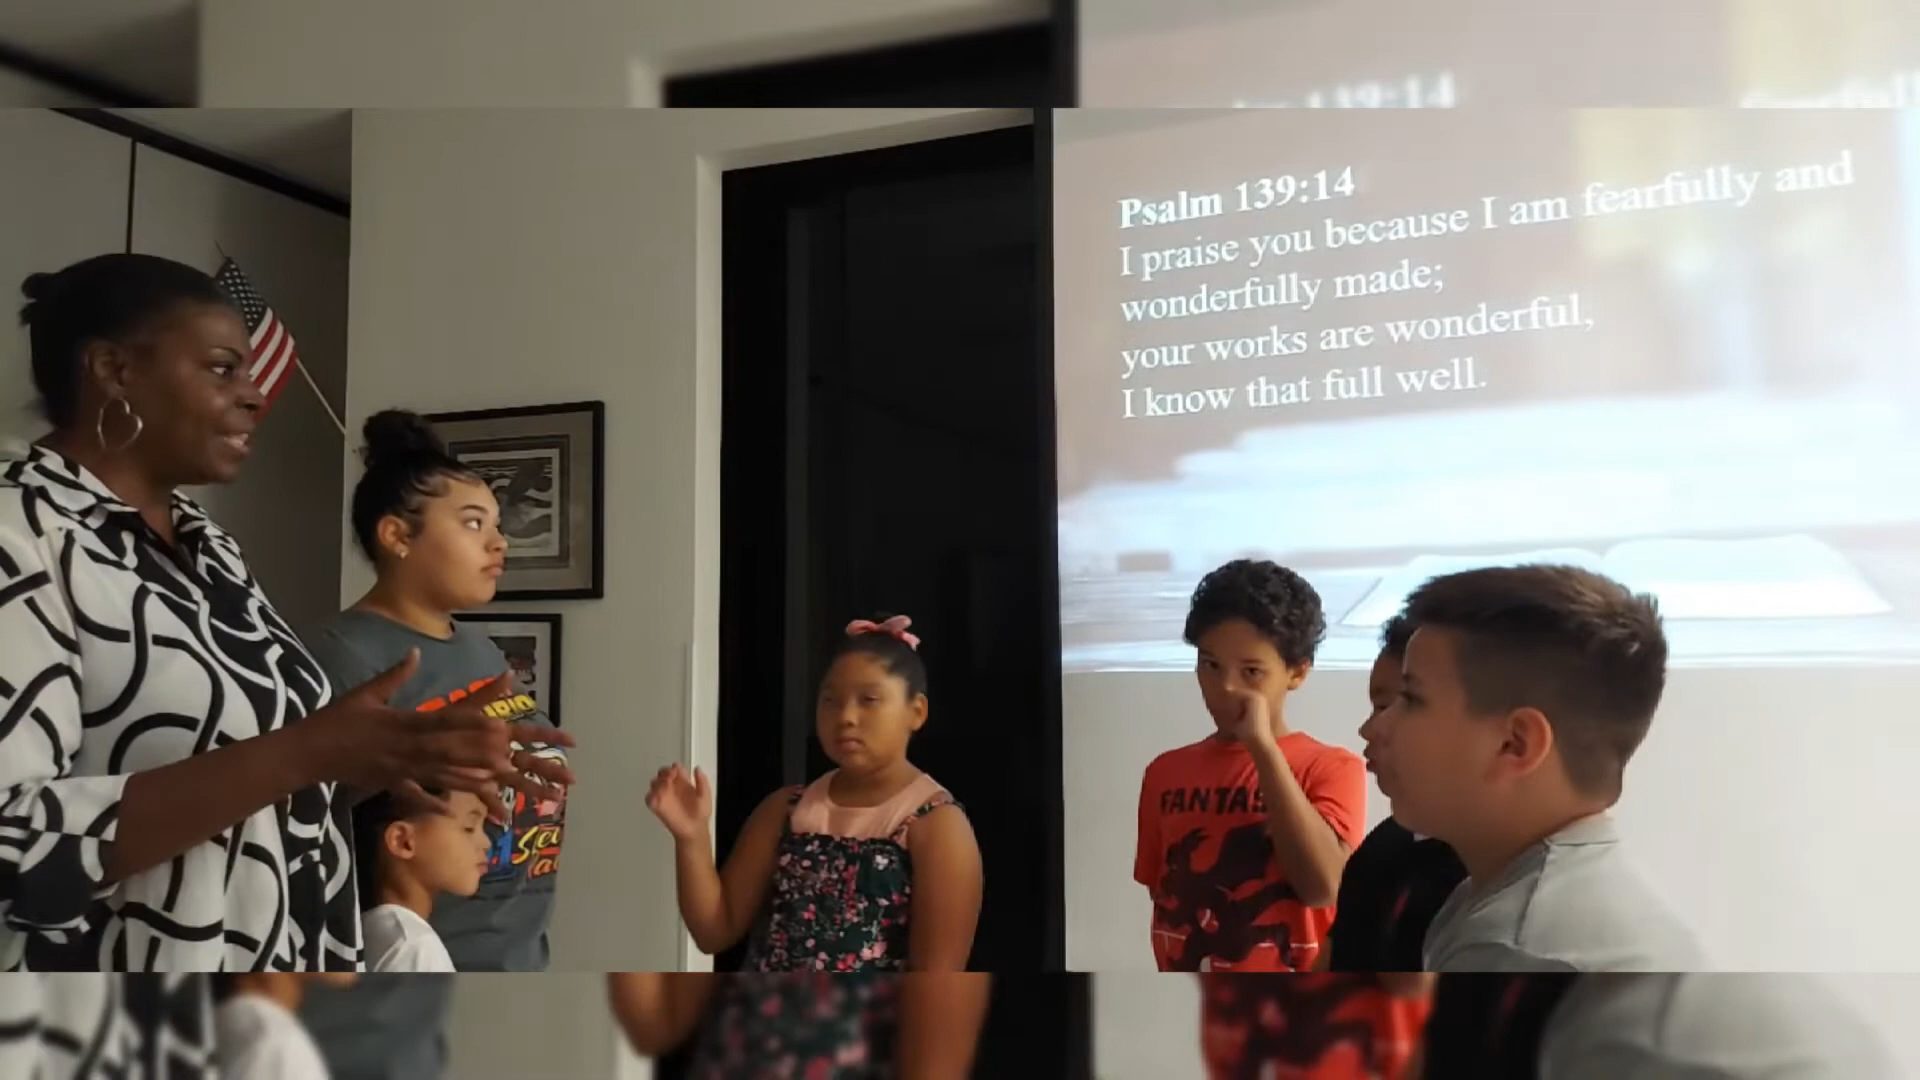 Psalm 139:14
I praise you because I am fearfully and
wonderfully made;
your works are wonderful,
I know that full well.
FANTAS